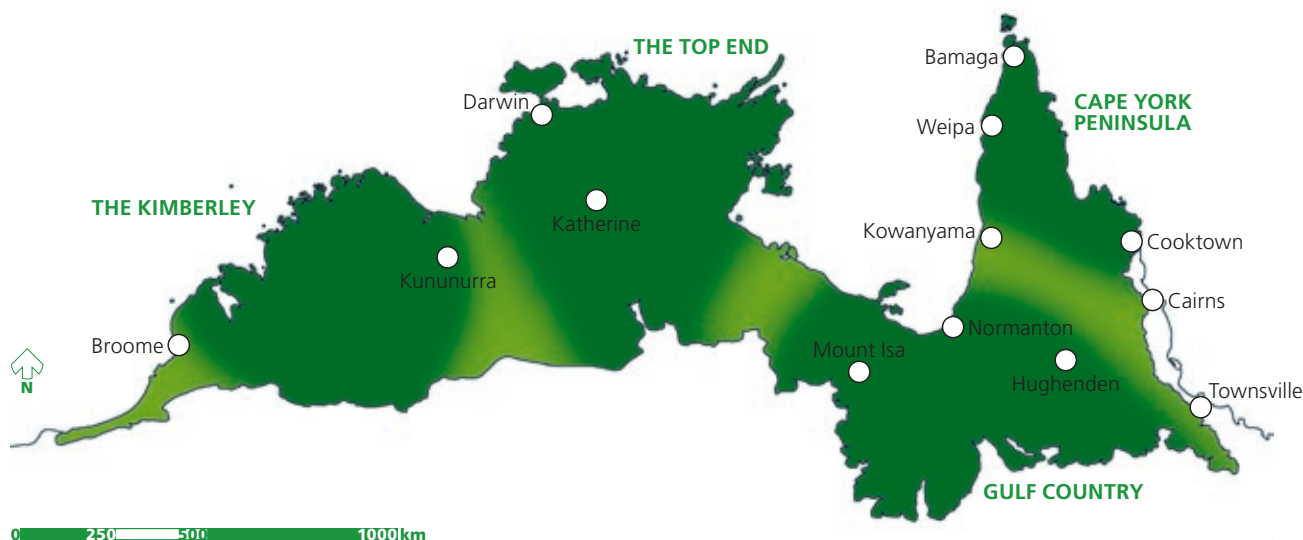 THE TOP END
Bamaga
Darwin
CAPE YORK
PENINSULA
Weipa
THE KIMBERLEY
Katherine
Kowanyama
Cooktown
Kununurra
Cairns
Normanton
Broome
Mount Isa
Hughenden
N
Townsville
GULF COUNTRY
0 250 500 1000 km